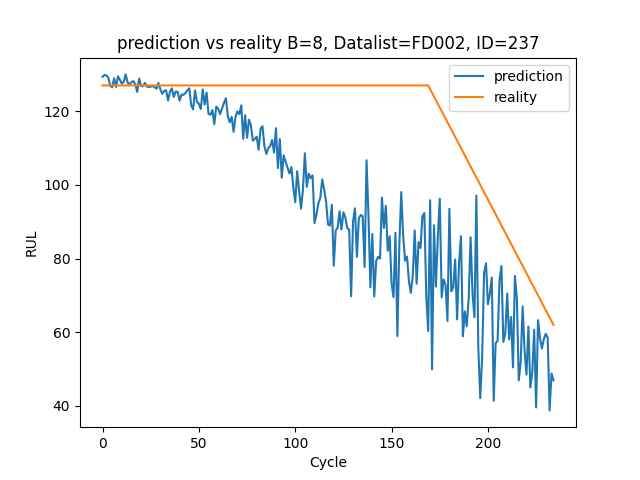 prediction vs reality B=8, Datalist=FD002, ID=237
prediction
reality
120
100
80
60
40
RUL
0
50
100
150
200
Cycle